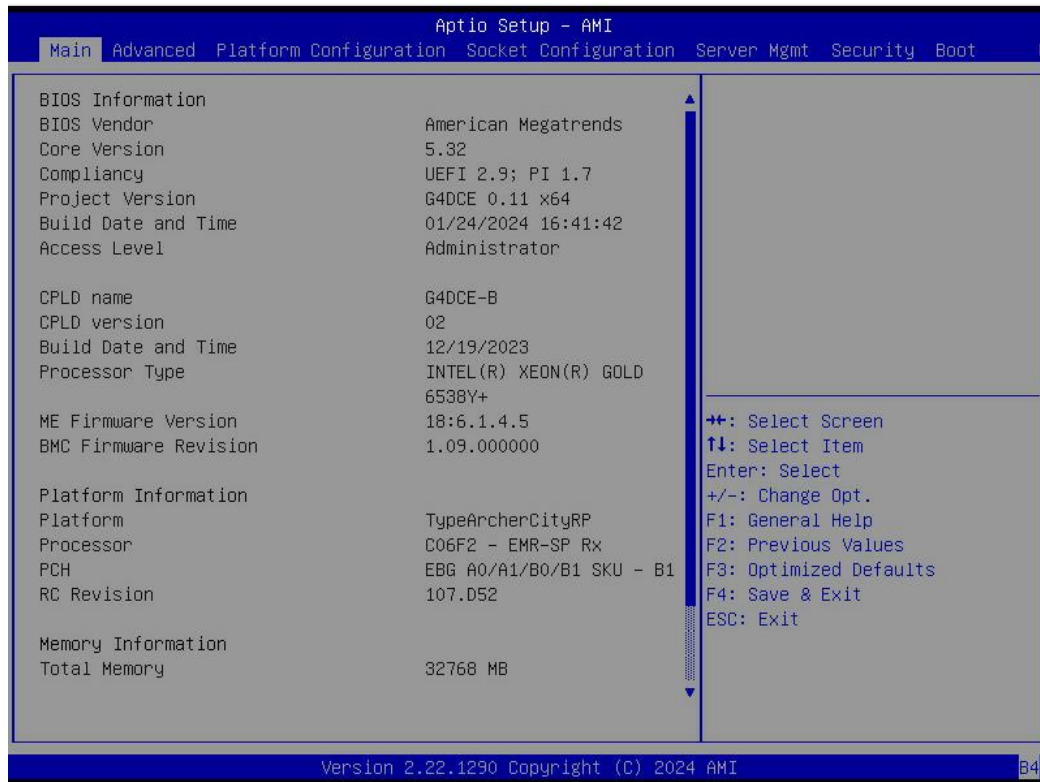 Aptio Setup - AMI
Main Advanced Platform Configuration Socket Configuration Server Mgmt Security Boot
BIOS Information
BIOS Vendor American Megatrends
Core Version 5.32
Compliancy UEFI 2.9; PI 1.7
Project Version G4DCE 0.11 x64
Build Date and Time 01/24/2024 16:41:42
Access Level Administrator
CPLD name G4DCE-B
CPLD version 02
Build Date and Time 12/19/2023
Processor Type INTEL(R) XEON(R) GOLD
6538Y+
ME Firmware Version 18:6.1.4.5
BMC Firmware Revision 1.09.000000
Platform Information
Platform TypeArcherCityRP
Processor C06F2 - EMR-SP Rx
PCH EBG A0/A1/B0/B1 SKU - B1
RC Revision 107.D52
Memory Information
Total Memory 32768 MB
→←: Select Screen
↑↓: Select Item
Enter: Select
+/-: Change Opt.
F1: General Help
F2: Previous Values
F3: Optimized Defaults
F4: Save & Exit
ESC: Exit
Version 2.22.1290 Copyright (C) 2024 AMI
B4